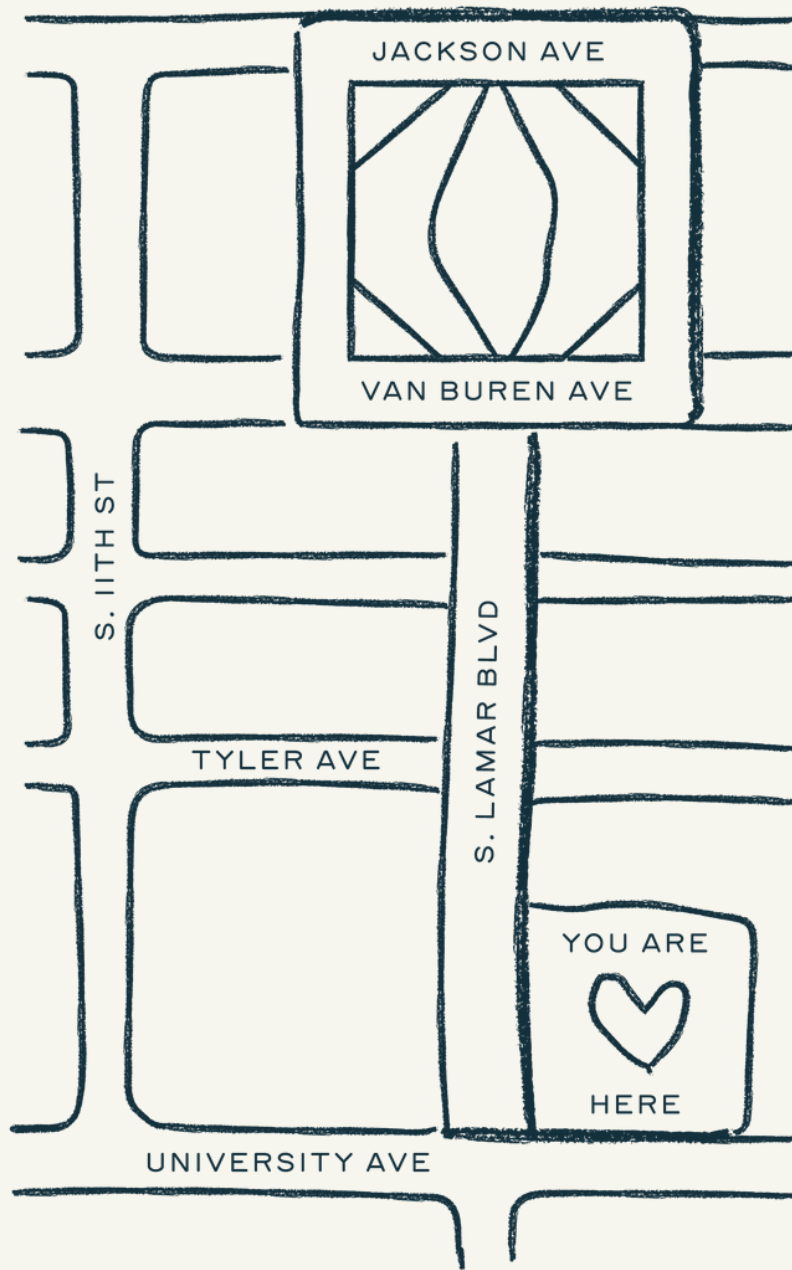 JACKSON AVE
VAN BUREN AVE
S. 11TH ST
S. LAMAR BLVD
TYLER AVE
YOU ARE
HERE
UNIVERSITY AVE